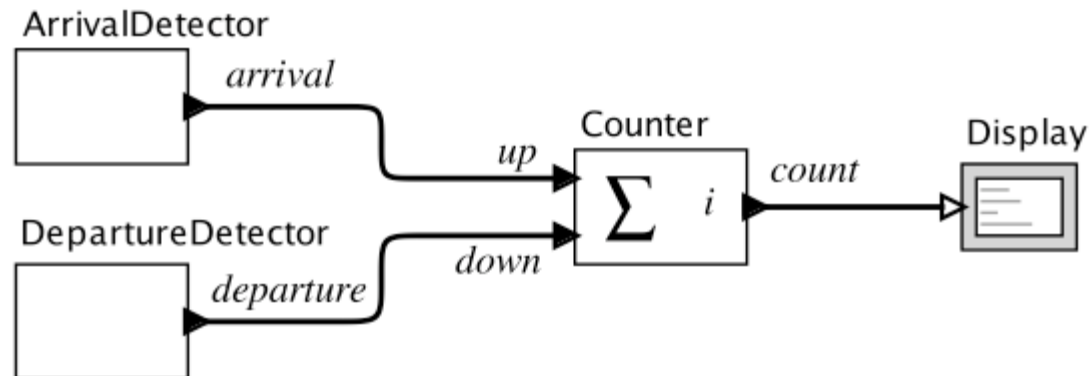 ArrivalDetector
arrival
Counter
Display
up
count
Σ i
DepartureDetector
down
departure